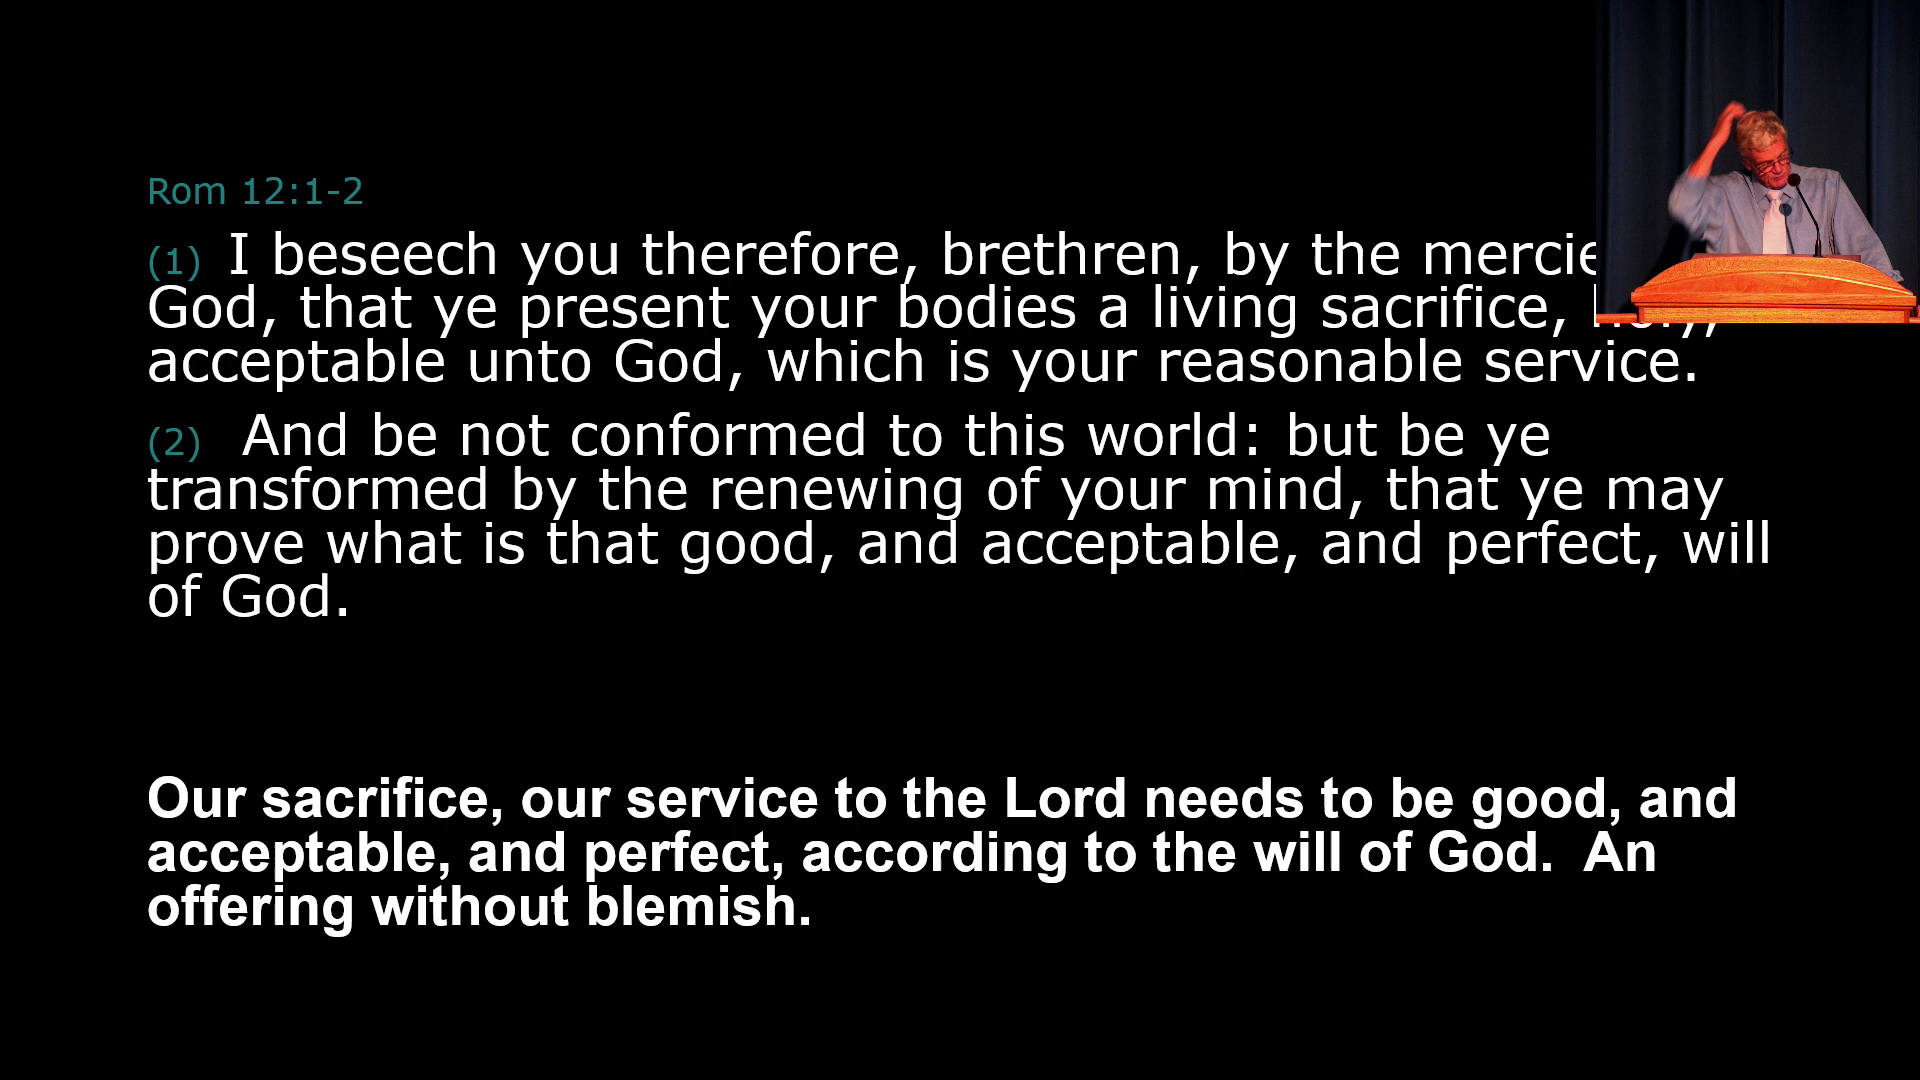 Rom 12:1-2
(1) I beseech you therefore, brethren, by the mercie
God, that ye present your bodies a living sacrifice, holy,
acceptable unto God, which is your reasonable service.
(2) And be not conformed to this world: but be ye
transformed by the renewing of your mind, that ye may
prove what is that good, and acceptable, and perfect, will
of God.
Our sacrifice, our service to the Lord needs to be good, and
acceptable, and perfect, according to the will of God. An
offering without blemish.